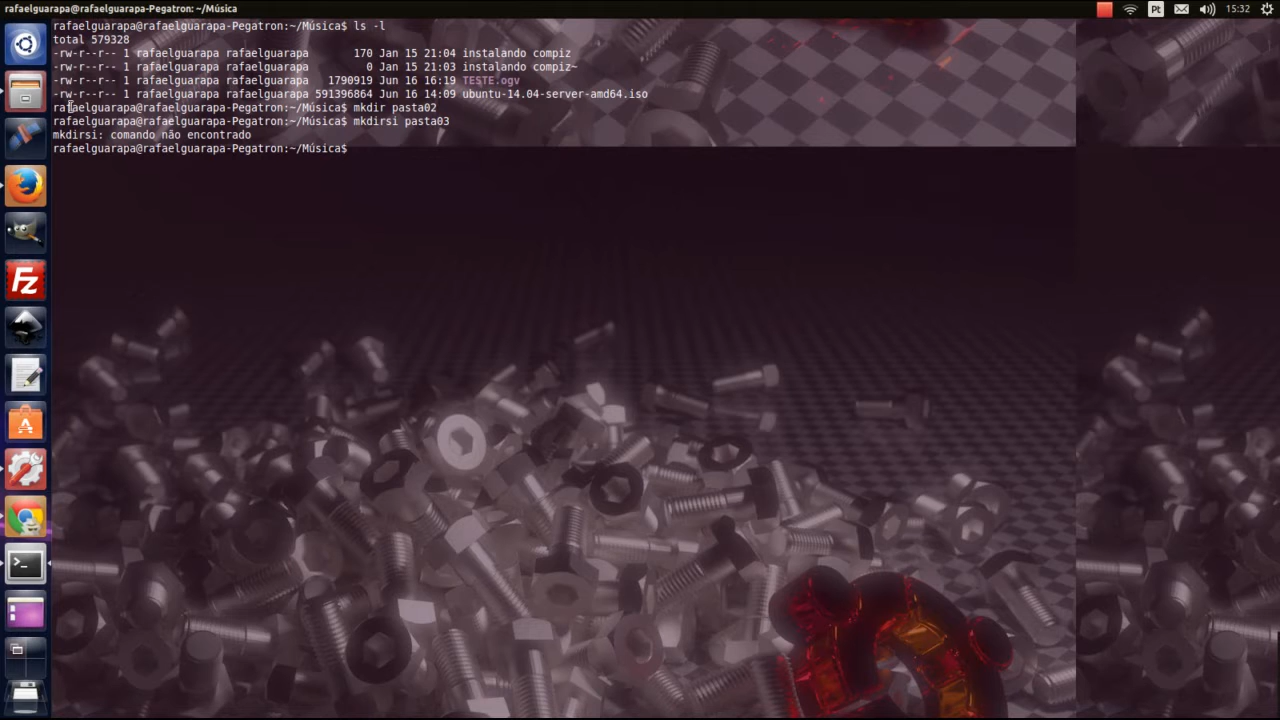 rafaelguarapa@rafaelguarapa-Pegatron: ~/Música
Pt
15:32
rafaelguarapa@rafaelguarapa-Pegatron:~/Música$ ls -l
total 579328
-rw-r--r-- 1 rafaelguarapa rafaelguarapa       170 Jan 15 21:04 instalando compiz
-rw-r--r-- 1 rafaelguarapa rafaelguarapa         0 Jan 15 21:03 instalando compiz~
-rw-r--r-- 1 rafaelguarapa rafaelguarapa   1790919 Jun 16 16:19 TESTE.ogv
-rw-r--r-- 1 rafaelguarapa rafaelguarapa 591396864 Jun 16 14:09 ubuntu-14.04-server-amd64.iso
rafaelguarapa@rafaelguarapa-Pegatron:~/Música$ mkdir pasta02
rafaelguarapa@rafaelguarapa-Pegatron:~/Música$ mkdirsi pasta03
mkdirsi: comando não encontrado
rafaelguarapa@rafaelguarapa-Pegatron:~/Música$